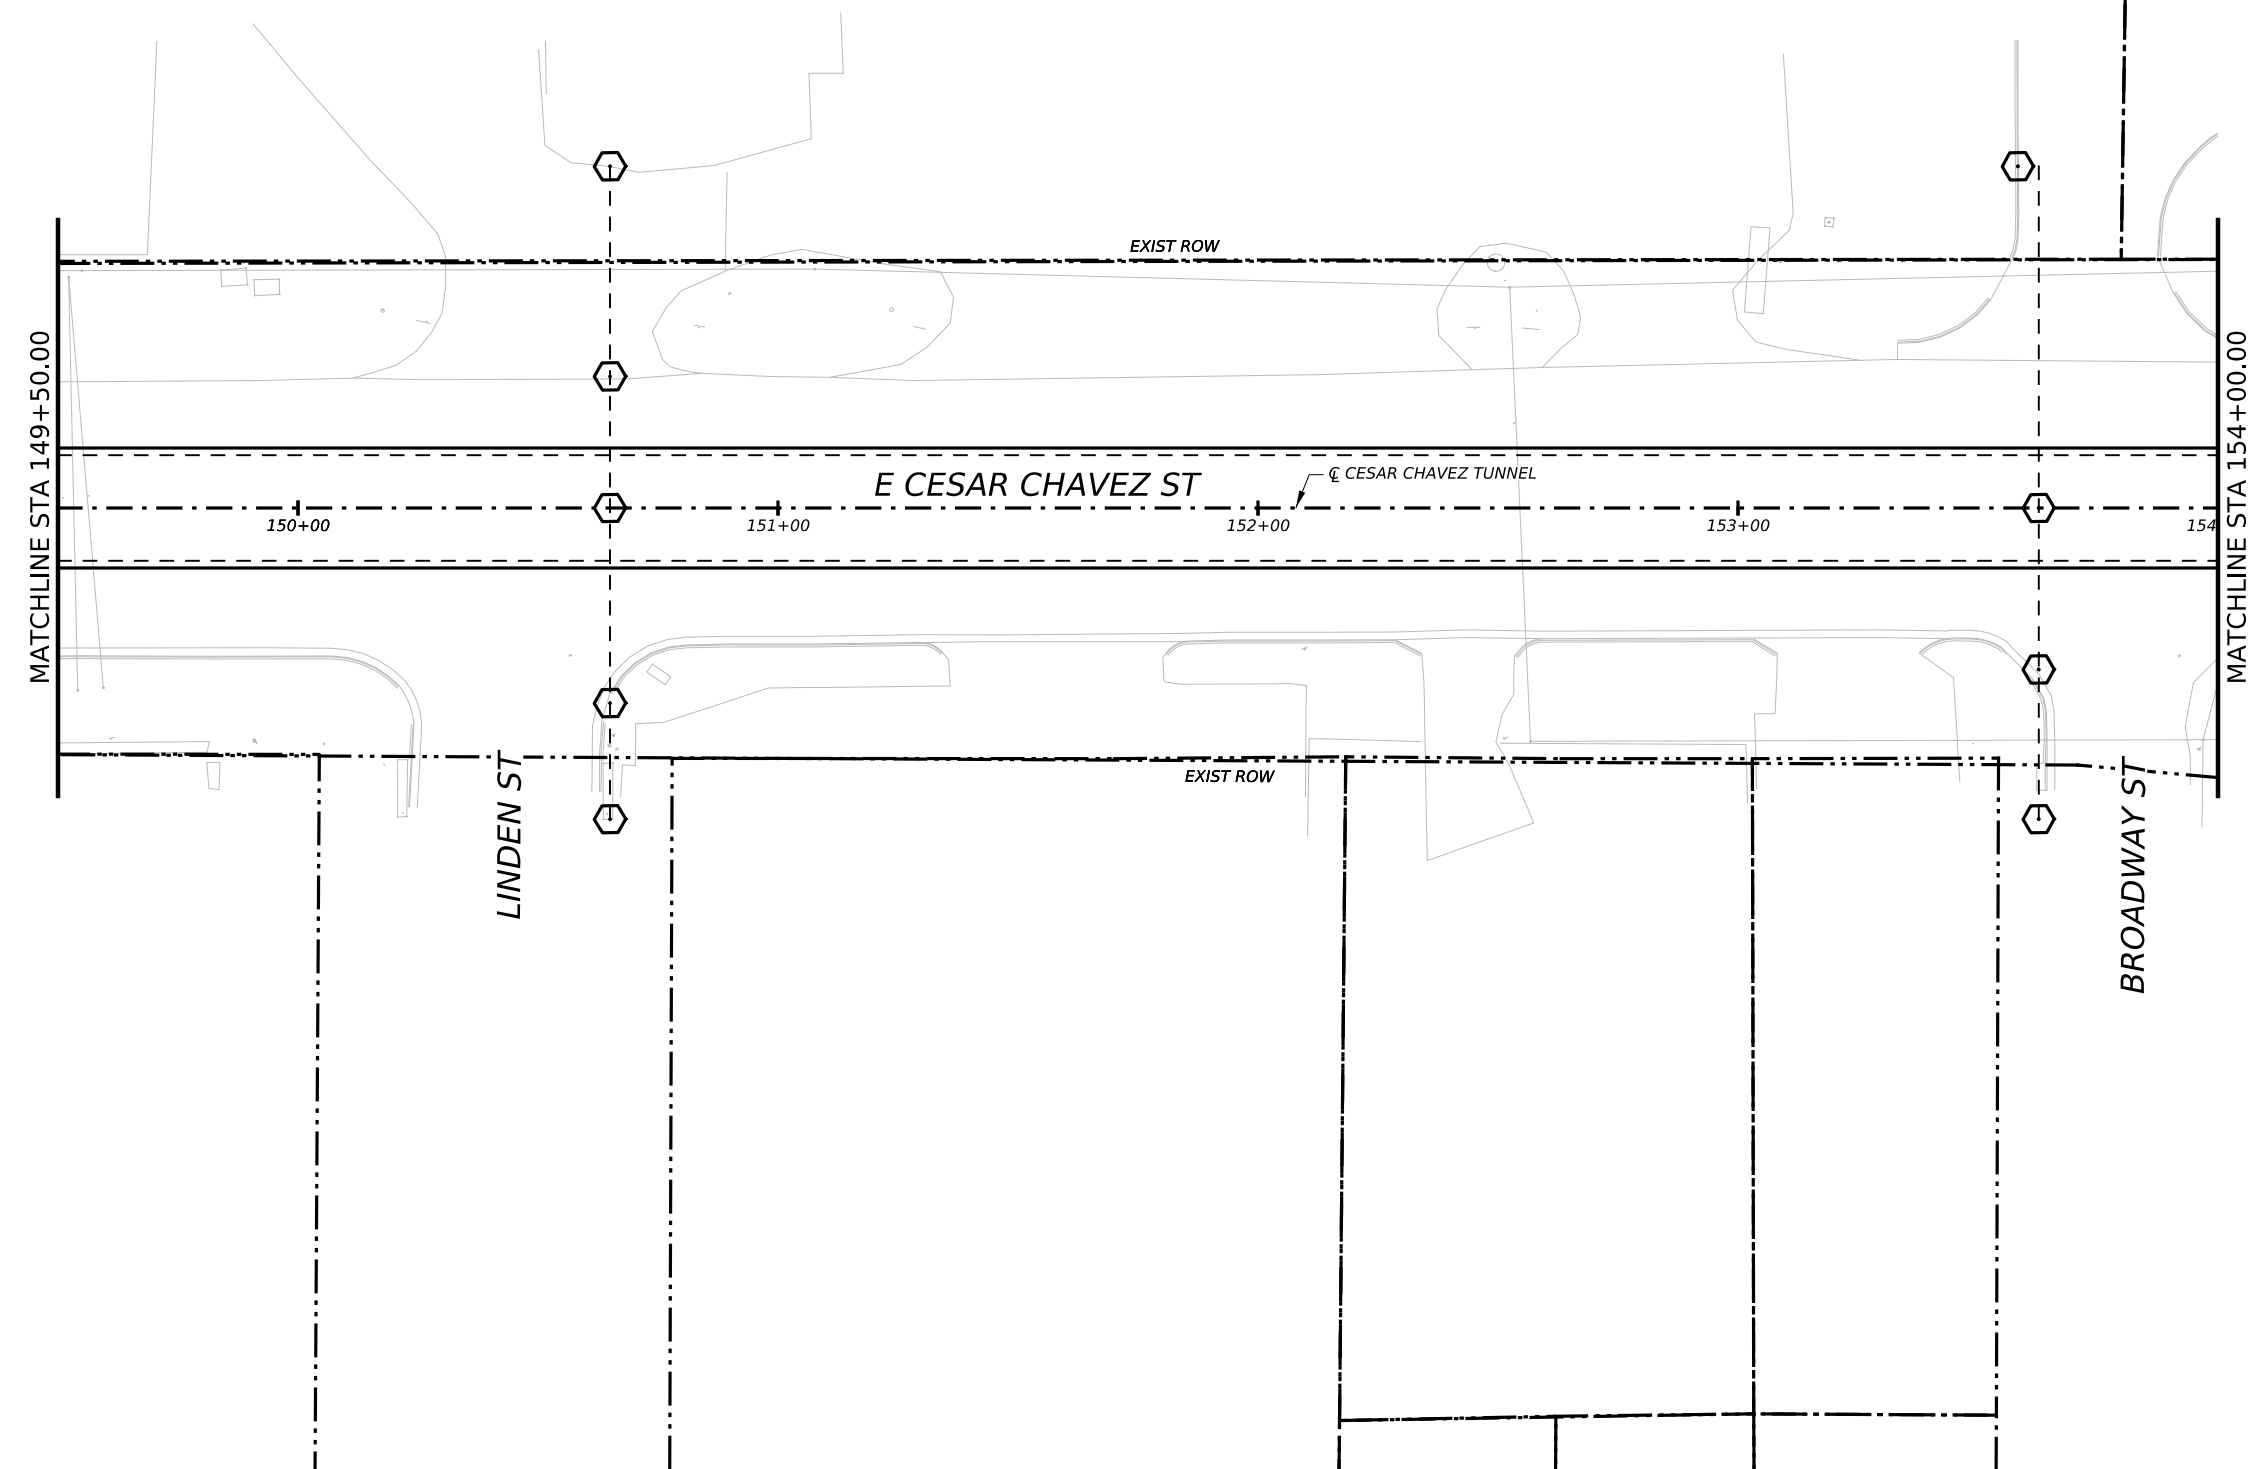 EXIST ROW
MATCHLINE STA 149+50.00
MATCHLINE STA 154+00.00
E CESAR CHAVEZ ST
℄ CESAR CHAVEZ TUNNEL
150+00
151+00
152+00
153+00
154
EXIST ROW
LINDEN ST
BROADWAY ST